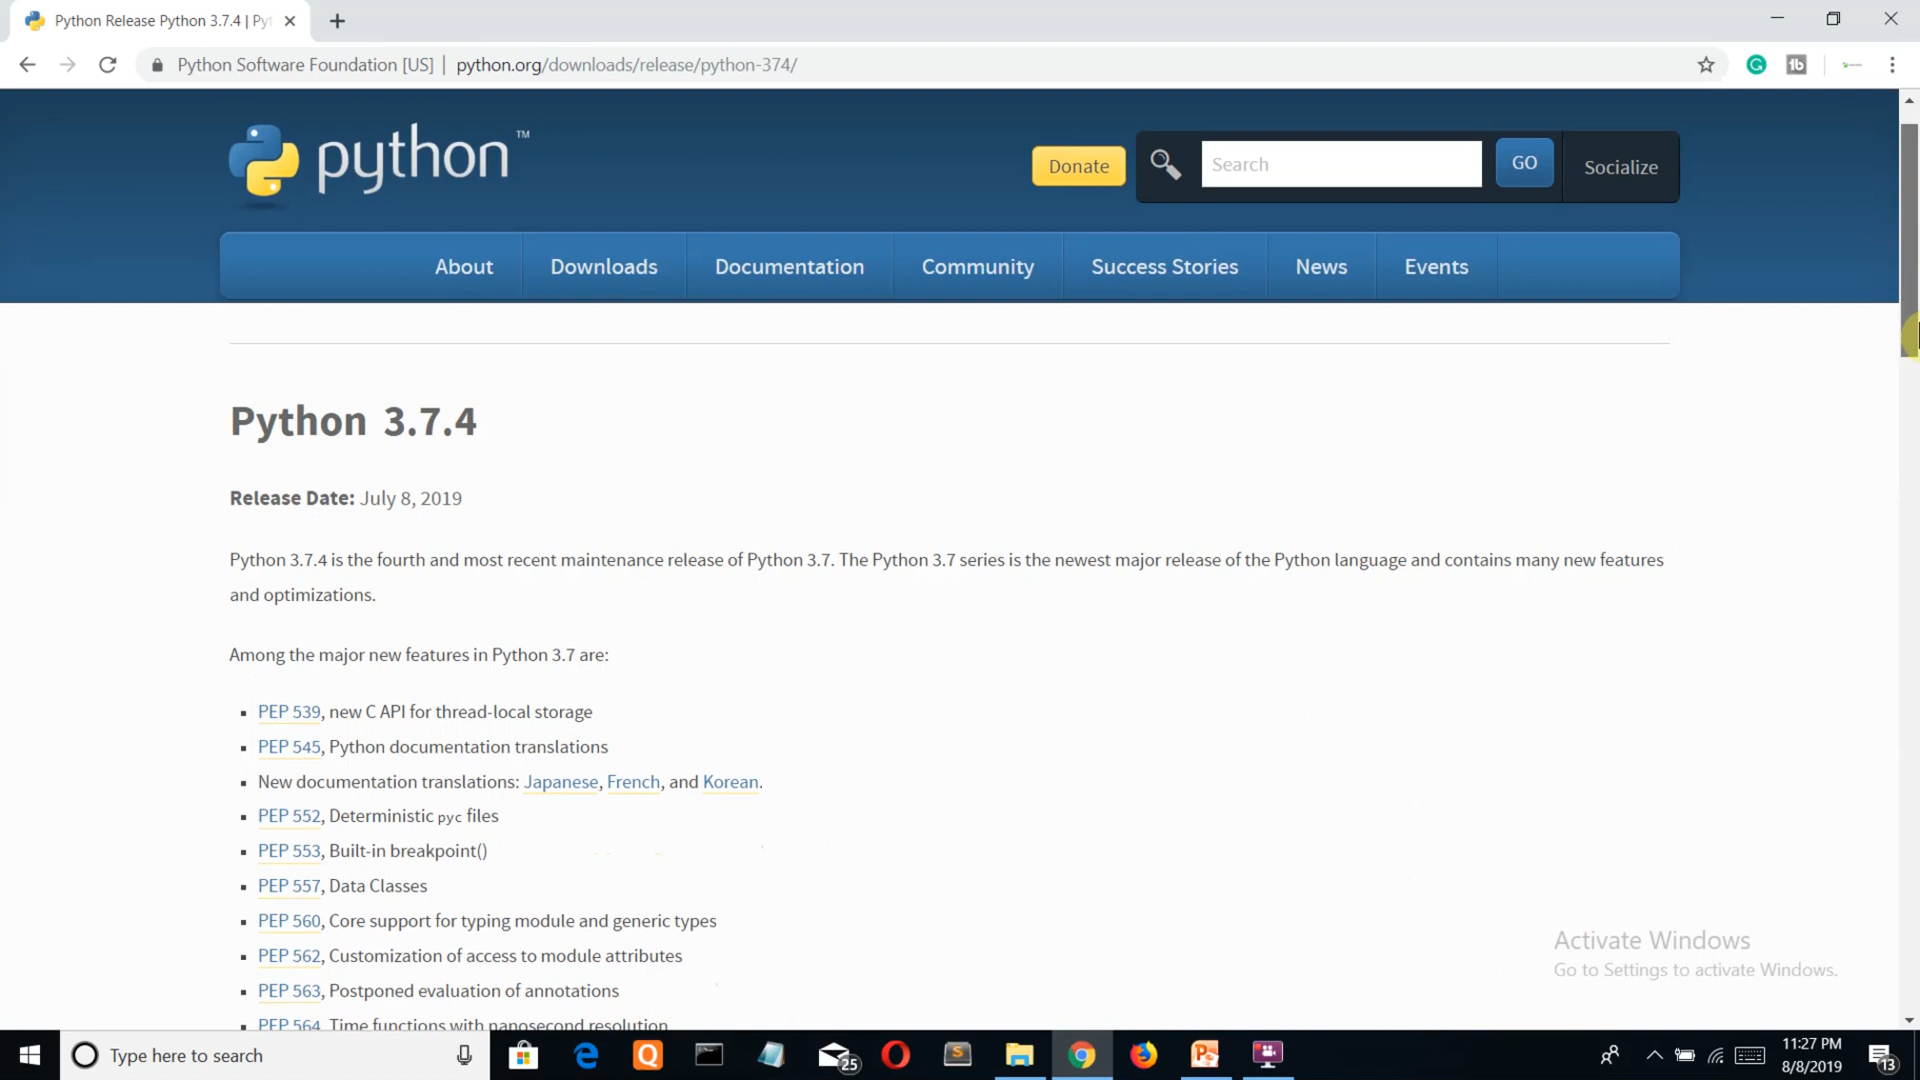 Python Release Python 3.7.4 | Pyt
Python Software Foundation [US] | python.org/downloads/release/python-374/
python™
Donate
Search
GO
Socialize
About Downloads Documentation Community Success Stories News Events
Python 3.7.4
Release Date: July 8, 2019
Python 3.7.4 is the fourth and most recent maintenance release of Python 3.7. The Python 3.7 series is the newest major release of the Python language and contains many new features
and optimizations.
Among the major new features in Python 3.7 are:
PEP 539, new C API for thread-local storage
PEP 545, Python documentation translations
New documentation translations: Japanese, French, and Korean.
PEP 552, Deterministic pyc files
PEP 553, Built-in breakpoint()
PEP 557, Data Classes
PEP 560, Core support for typing module and generic types
PEP 562, Customization of access to module attributes
PEP 563, Postponed evaluation of annotations
PEP 564, Time functions with nanosecond resolution
Activate Windows
Go to Settings to activate Windows.
Type here to search
25
11:27 PM
8/8/2019
13